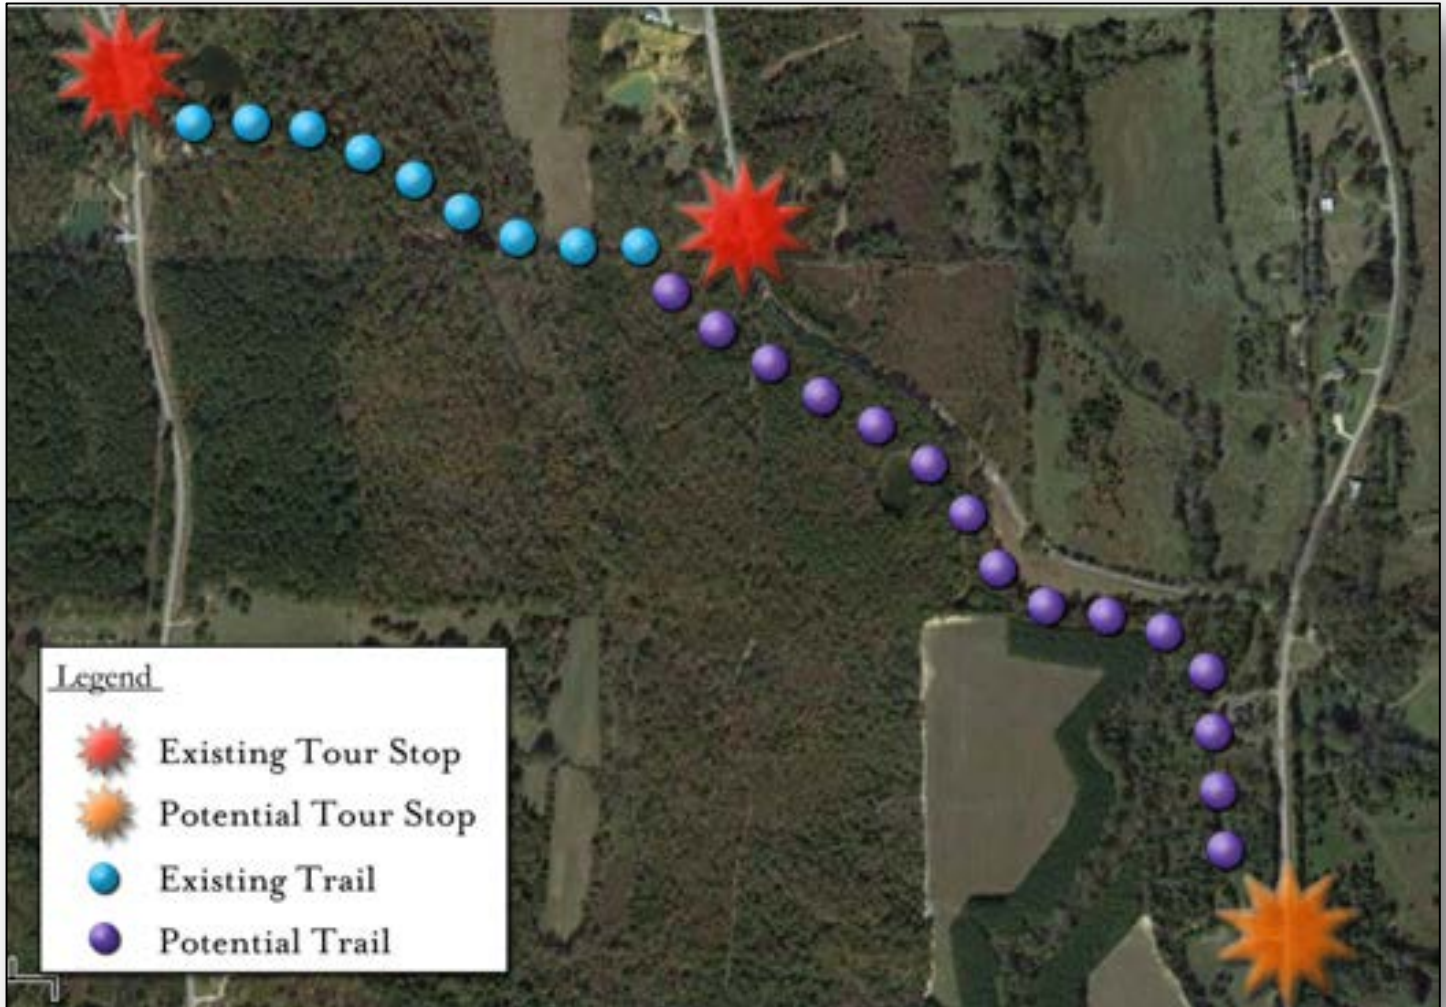 Legend
Existing Tour Stop
Potential Tour Stop
Existing Trail
Potential Trail